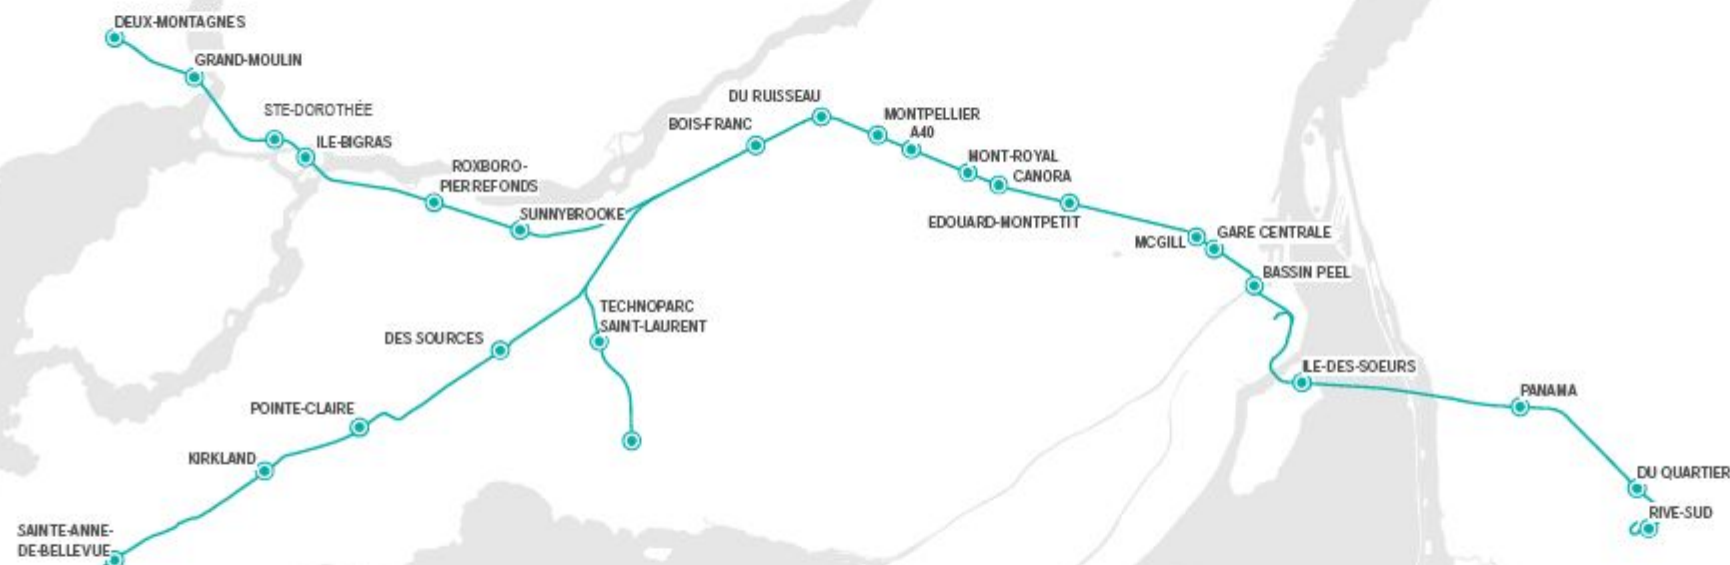 DEUX-MONTAGNES
GRAND-MOULIN
STE-DOROTHÉE
ILE-BIGRAS
ROXBORO-
PIERREFONDS
SUNNYBROOKE
BOIS-FRANC
DU RUISSEAU
MONTPELLIER
A40
MONT-ROYAL
CANORA
EDOUARD-MONTPETIT
MCGILL
GARE CENTRALE
BASSIN PEEL
ILE-DES-SOEURS
PANAMA
DU QUARTIER
RIVE-SUD
TECHNOPARC
SAINT-LAURENT
DES SOURCES
POINTE-CLAIRE
KIRKLAND
SAINTE-ANNE-
DE-BELLEVUE